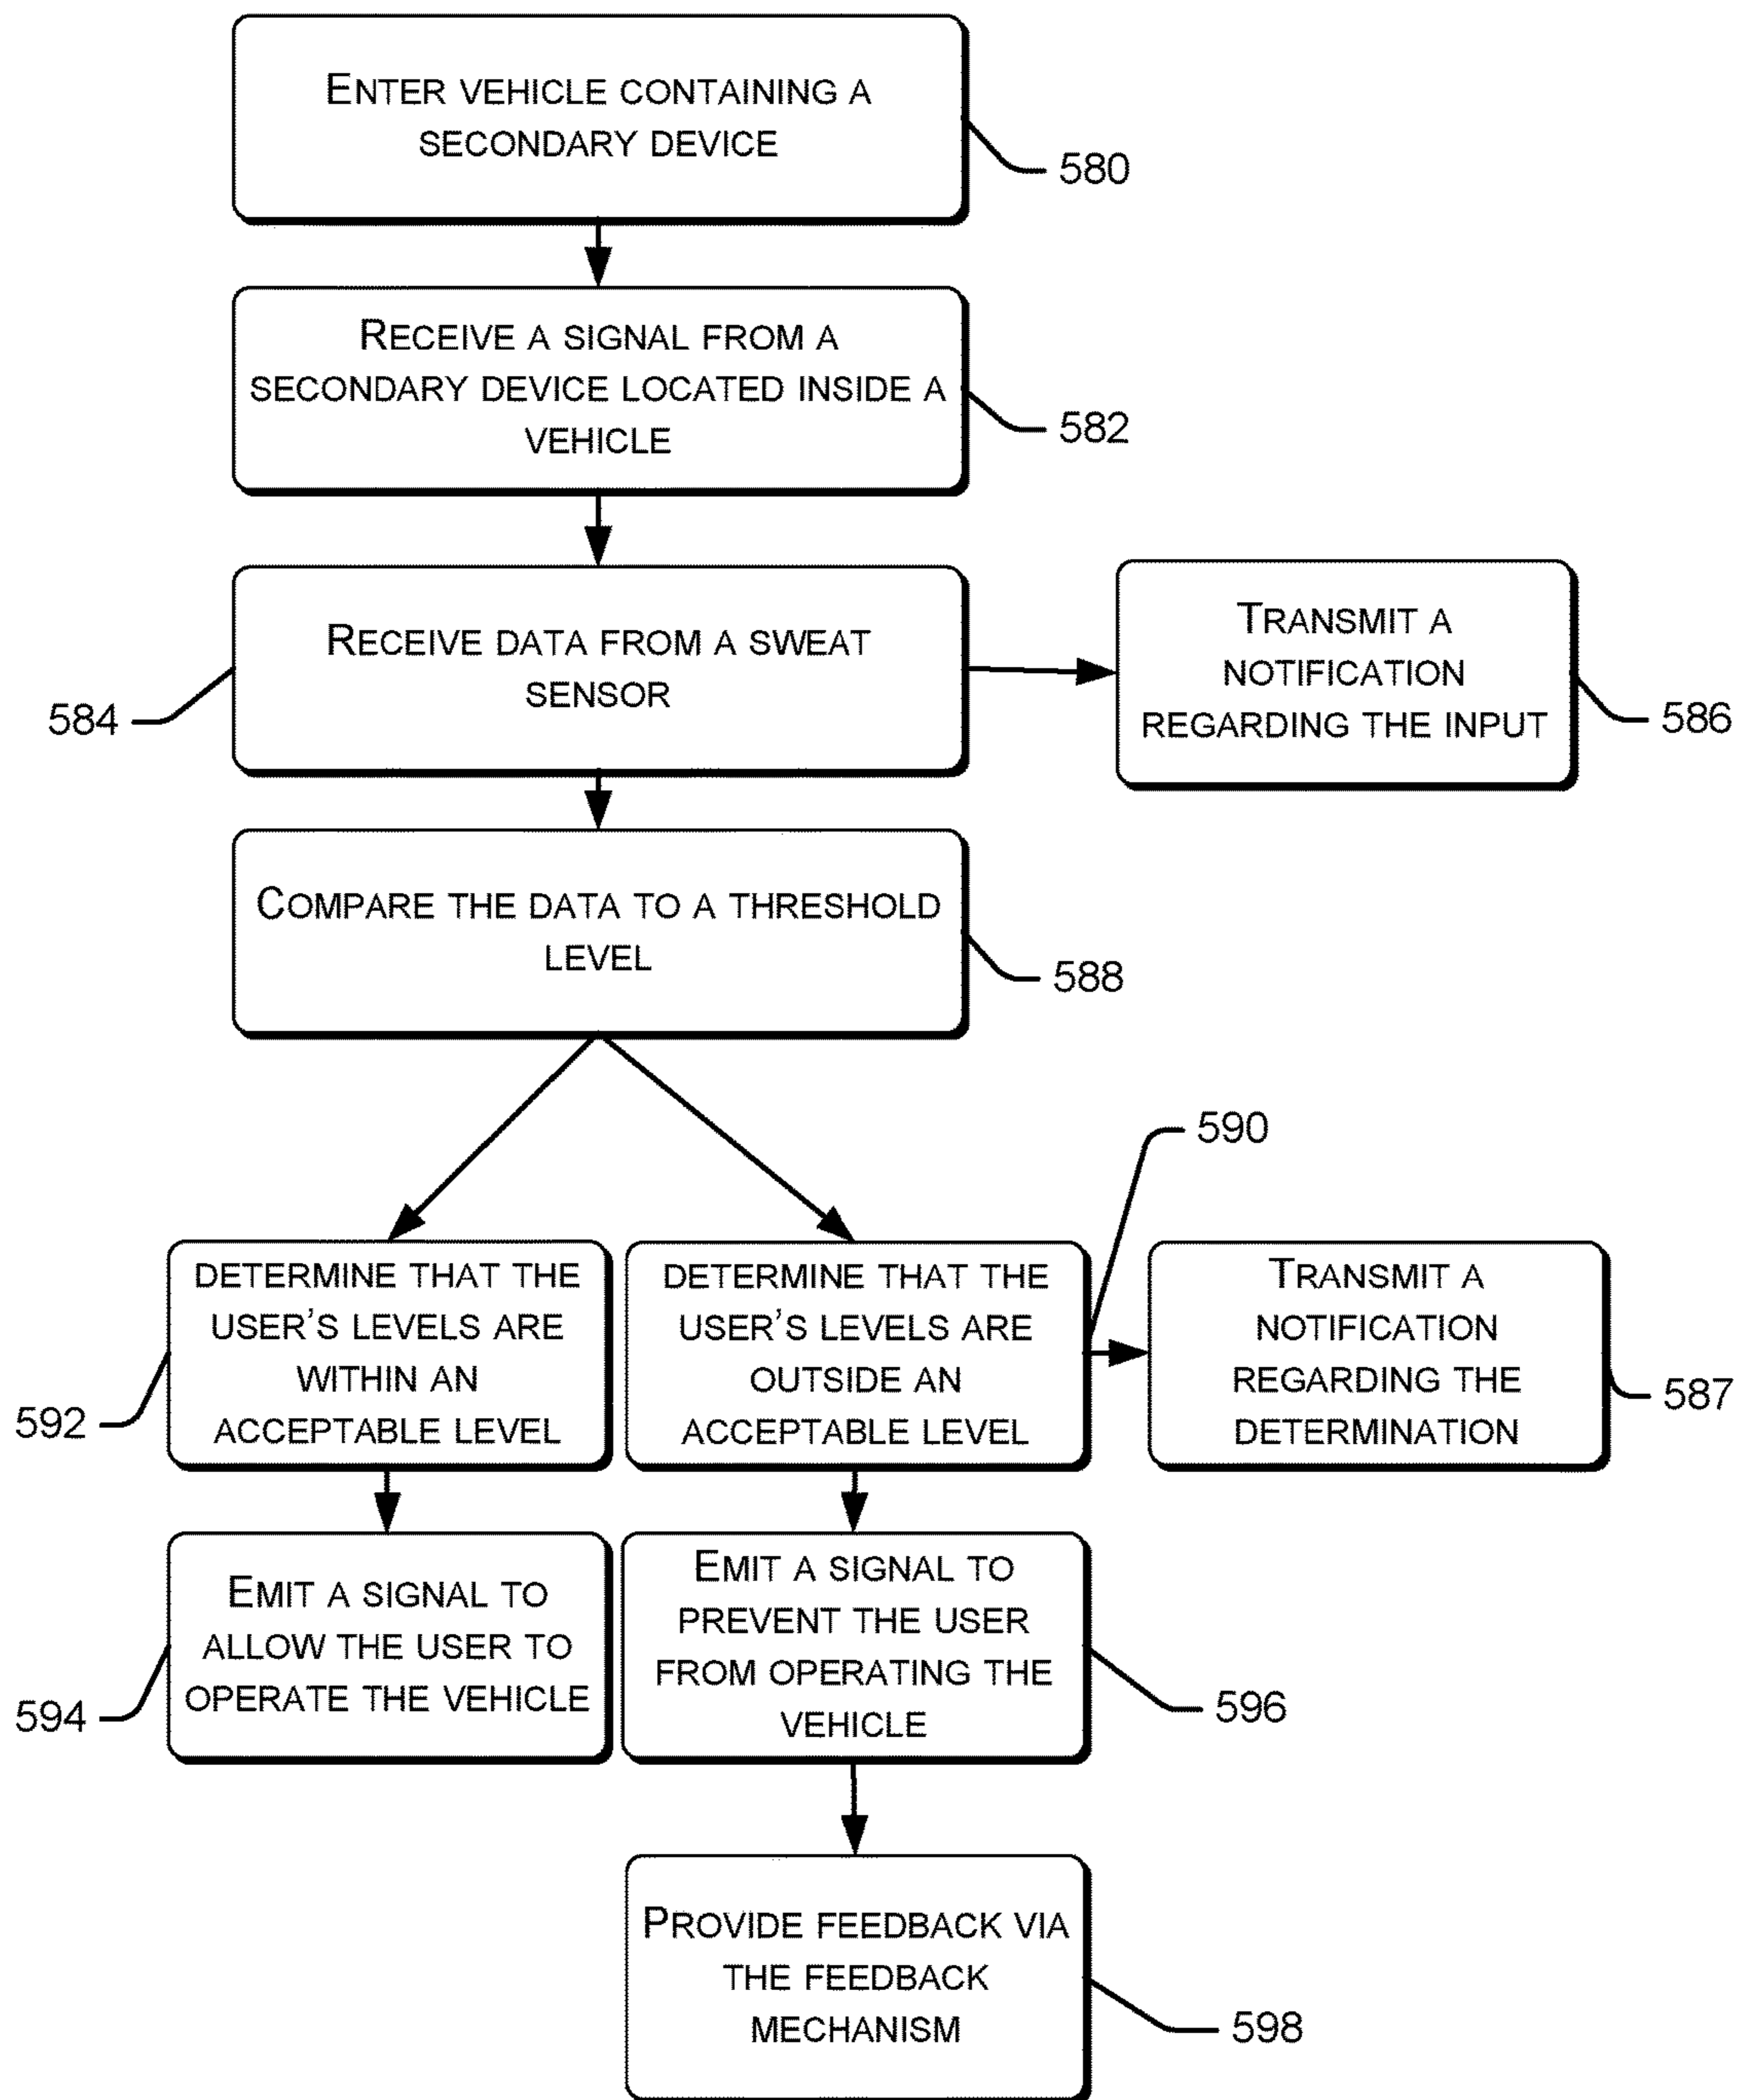 ENTER VEHICLE CONTAINING A
SECONDARY DEVICE
580
RECEIVE A SIGNAL FROM A
SECONDARY DEVICE LOCATED INSIDE A
VEHICLE
582
RECEIVE DATA FROM A SWEAT
SENSOR
584
TRANSMIT A
NOTIFICATION
REGARDING THE INPUT
586
COMPARE THE DATA TO A THRESHOLD
LEVEL
588
590
DETERMINE THAT THE
USER'S LEVELS ARE
WITHIN AN
ACCEPTABLE LEVEL
592
DETERMINE THAT THE
USER'S LEVELS ARE
OUTSIDE AN
ACCEPTABLE LEVEL
TRANSMIT A
NOTIFICATION
REGARDING THE
DETERMINATION
587
EMIT A SIGNAL TO
ALLOW THE USER TO
OPERATE THE VEHICLE
594
EMIT A SIGNAL TO
PREVENT THE USER
FROM OPERATING THE
VEHICLE
596
PROVIDE FEEDBACK VIA
THE FEEDBACK
MECHANISM
598